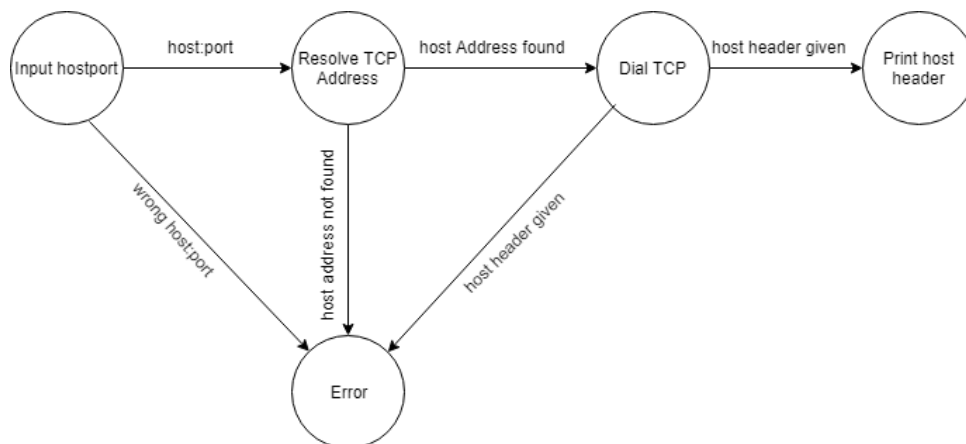 Input hostport
host:port
Resolve TCP
Address
host Address found
Dial TCP
host header given
Print host
header
wrong host:port
host address not found
host header given
Error